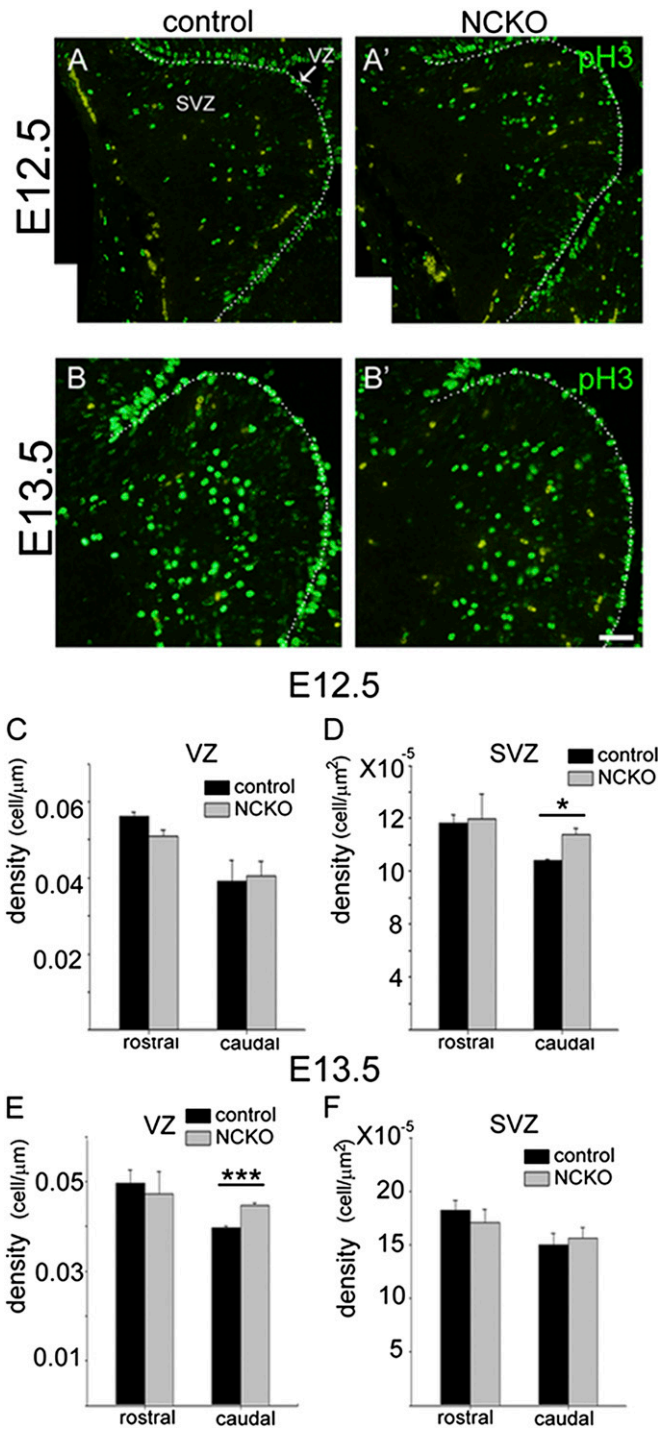 control NCKO
E12.5
A VZ SVZ
A' pH3
E13.5
B
B' pH3
E12.5
C
VZ
control
NCKO
density (cell/μm)
0.06
0.04
0.02
rostral caudal
D
SVZ
X10-5
control
NCKO
*
density (cell/μm2)
12
10
8
4
rostral caudal
E13.5
E
VZ
control
NCKO
***
density (cell/μm)
0.05
0.03
0.01
rostral caudal
F
SVZ
X10-5
control
NCKO
density (cell/μm2)
20
15
10
5
rostral caudal